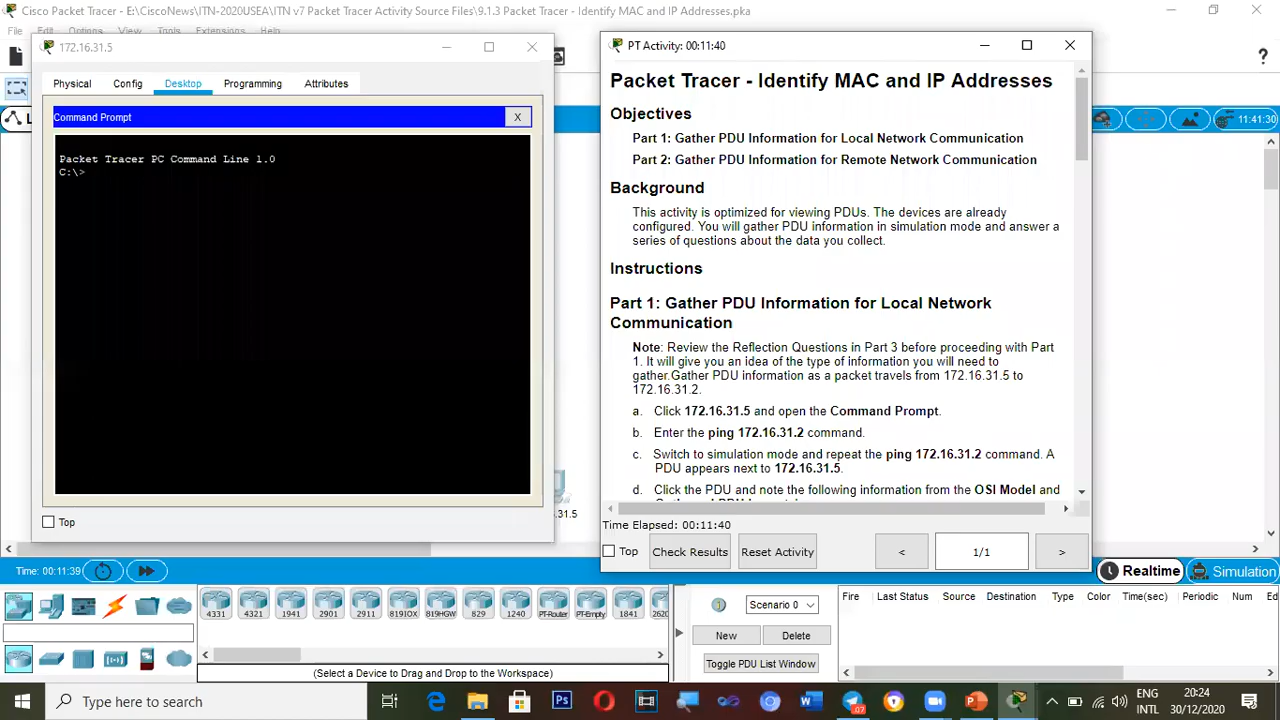 Cisco Packet Tracer - E:\CiscoNews\ITN-2020USEA\ITN v7 Packet Tracer Activity Source Files\9.1.3 Packet Tracer - Identify MAC and IP Addresses.pka
File Edit Options View Tools Extensions Help
172.16.31.5
Physical Config Desktop Programming Attributes
Command Prompt X
Packet Tracer PC Command Line 1.0
C:\>
Top
PT Activity: 00:11:40
Packet Tracer - Identify MAC and IP Addresses
Objectives
Part 1: Gather PDU Information for Local Network Communication
Part 2: Gather PDU Information for Remote Network Communication
Background
This activity is optimized for viewing PDUs. The devices are already
configured. You will gather PDU information in simulation mode and answer a
series of questions about the data you collect.
Instructions
Part 1: Gather PDU Information for Local Network
Communication
Note: Review the Reflection Questions in Part 3 before proceeding with Part
1. It will give you an idea of the type of information you will need to
gather.Gather PDU information as a packet travels from 172.16.31.5 to
172.16.31.2.
a. Click 172.16.31.5 and open the Command Prompt.
b. Enter the ping 172.16.31.2 command.
c. Switch to simulation mode and repeat the ping 172.16.31.2 command. A
PDU appears next to 172.16.31.5.
d. Click the PDU and note the following information from the OSI Model and
Time Elapsed: 00:11:40
Top Check Results Reset Activity < 1/1 >
11:41:30
.31.5
Time: 00:11:39
Realtime Simulation
4331 4321 1941 2901 2911 819IOX 819HGW 829 1240 PT-Router PT-Empty 1841 2620
(Select a Device to Drag and Drop to the Workspace)
Scenario 0
New Delete
Toggle PDU List Window
Fire Last Status Source Destination Type Color Time(sec) Periodic Num Ed
Type here to search
07
ENG
INTL
20:24
30/12/2020